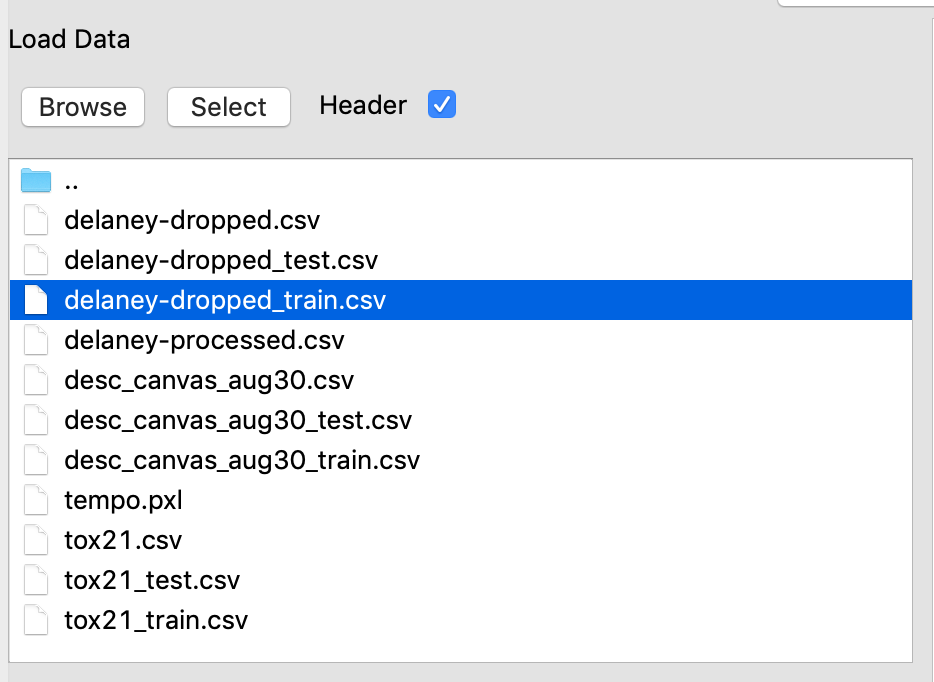 Load Data
Browse Select Header
..
delaney-dropped.csv
delaney-dropped_test.csv
delaney-dropped_train.csv
delaney-processed.csv
desc_canvas_aug30.csv
desc_canvas_aug30_test.csv
desc_canvas_aug30_train.csv
tempo.pxl
tox21.csv
tox21_test.csv
tox21_train.csv